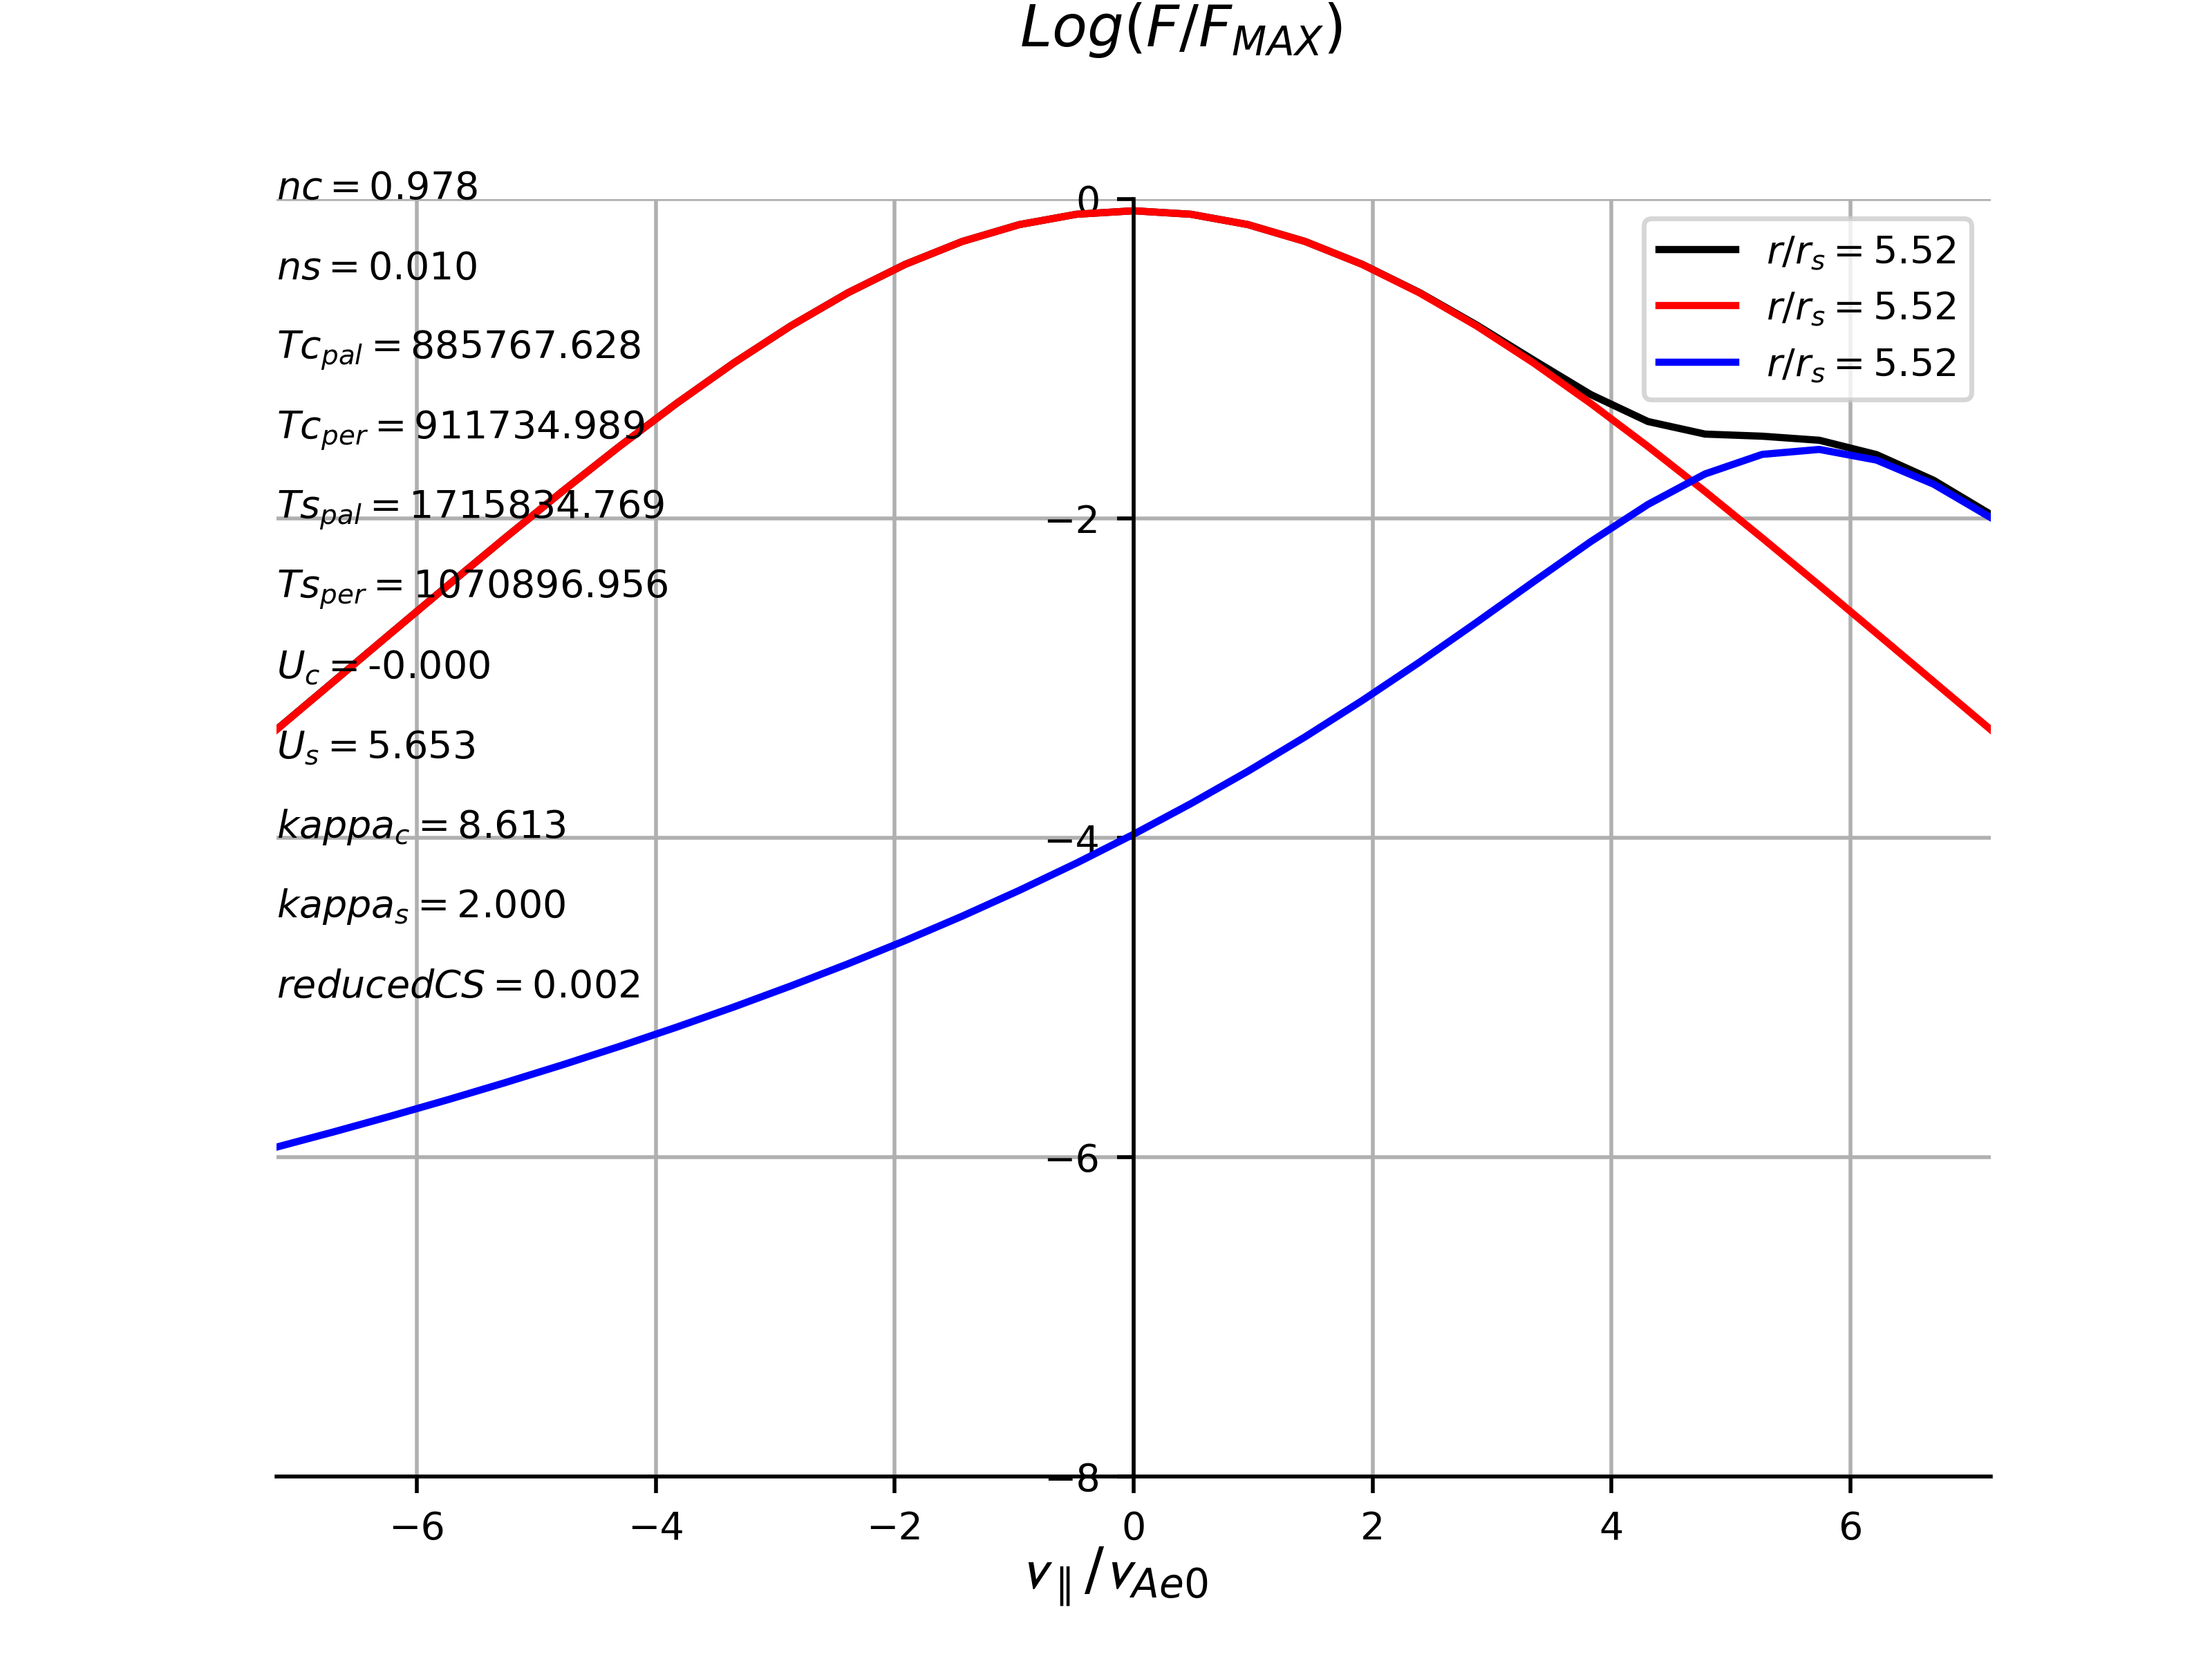 Log(F/F_MAX)
nc = 0.978
ns = 0.010
Tc_pal = 885767.628
Tc_per = 911734.989
Ts_pal = 1715834.769
Ts_per = 1070896.956
U_c = -0.000
U_s = 5.653
kappa_c = 8.613
kappa_s = 2.000
reducedCS = 0.002
r/r_s = 5.52
r/r_s = 5.52
r/r_s = 5.52
0
−2
−4
−6
−8
−6 −4 −2 0 2 4 6
v_∥/v_Ae0